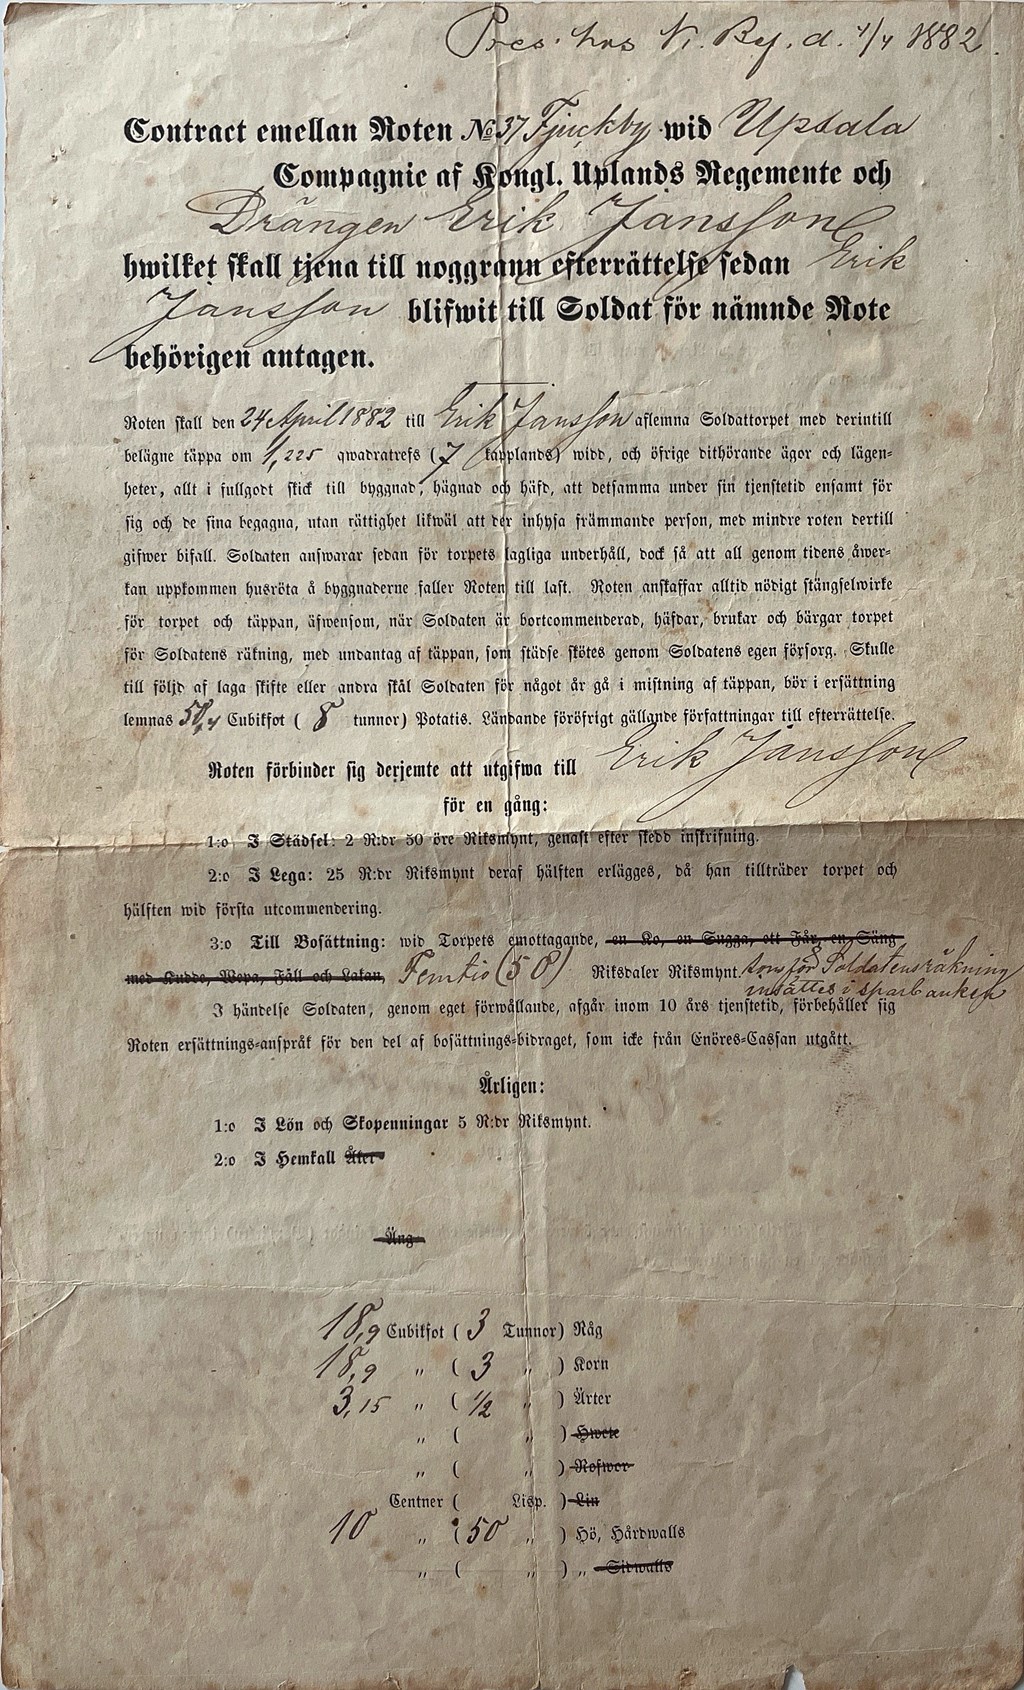 Pres. hos N. Bef. d. 4/4 1882.
Contract emellan Roten No 37 Tjuckby wid Upsala
Compagnie af Kongl. Uplands Regemente och
Drängen Erik Jansson
hwilket skall tjena till noggrann efterrättelse sedan Erik
Jansson blifwit till Soldat för nämnde Rote
behörigen antagen.
Roten skall den 24 April 1882 till Erik Jansson aflemna Soldattorpet med derintill
belägne täppa om 1,225 qwadratrefs (7 kapplands) widd, och öfrige dithörande ägor och lägen-
heter, allt i fullgodt skick till byggnad, hägnad och häfd, att detsamma under sin tjenstetid ensamt för
sig och de sina begagna, utan rättighet likwäl att der inhysa främmande person, med mindre roten dertill
gifwer bifall. Soldaten answarar sedan för torpets lagliga underhåll, dock så att all genom tidens åwer-
kan uppkommen husröta å byggnaderne faller Roten till last. Roten anskaffar alltid nödigt stängselwirke
för torpet och täppan, äfwensom, när Soldaten är bortcommenderad, häfdar, brukar och bärgar torpet
för Soldatens räkning, med undantag af täppan, som städse skötes genom Soldatens egen försorg. Skulle
till följd af laga skifte eller andra skäl Soldaten för något år gå i mistning af täppan, bör i ersättning
lemnas 50,4 Cubikfot ( 8 tunnor) Potatis. Ländande föröfrigt gällande författningar till efterrättelse.
Roten förbinder sig derjemte att utgifwa till Erik Jansson
för en gång:
1:o I Städsel: 2 R:dr 50 öre Riksmynt, genast efter skedd inskrifning.
2:o I Lega: 25 R:dr Riksmynt deraf hälften erlägges, då han tillträder torpet och
hälften wid första utcommendering.
3:o Till Bosättning: wid Torpets emottagande, en Ko, en Sugga, ett Får, en Säng
med Kudde, Wepa, Fäll och Lakan, Femtio (50) Riksdaler Riksmynt. som för Soldatens räkning
insättes i sparbanken
I händelse Soldaten, genom eget förwållande, afgår inom 10 års tjenstetid, förbehåller sig
Roten ersättnings-anspråk för den del af bosättnings-bidraget, som icke från Enöres-Cassan utgått.
Årligen:
1:o I Lön och Skopenningar 5 R:dr Riksmynt.
2:o I Hemkall Åker
Äng
18,9 Cubikfot ( 3 Tunnor) Råg
18,9 „ ( 3 „ ) Korn
3,15 „ ( 1/2 „ ) Ärter
„ ( „ ) Hwete
„ ( „ ) Rofwor
Centner ( Lisp. ) Lin
10 „ ( 50 „ ) Hö, Hårdwalls
„ ( „ ) „ Sidwalls